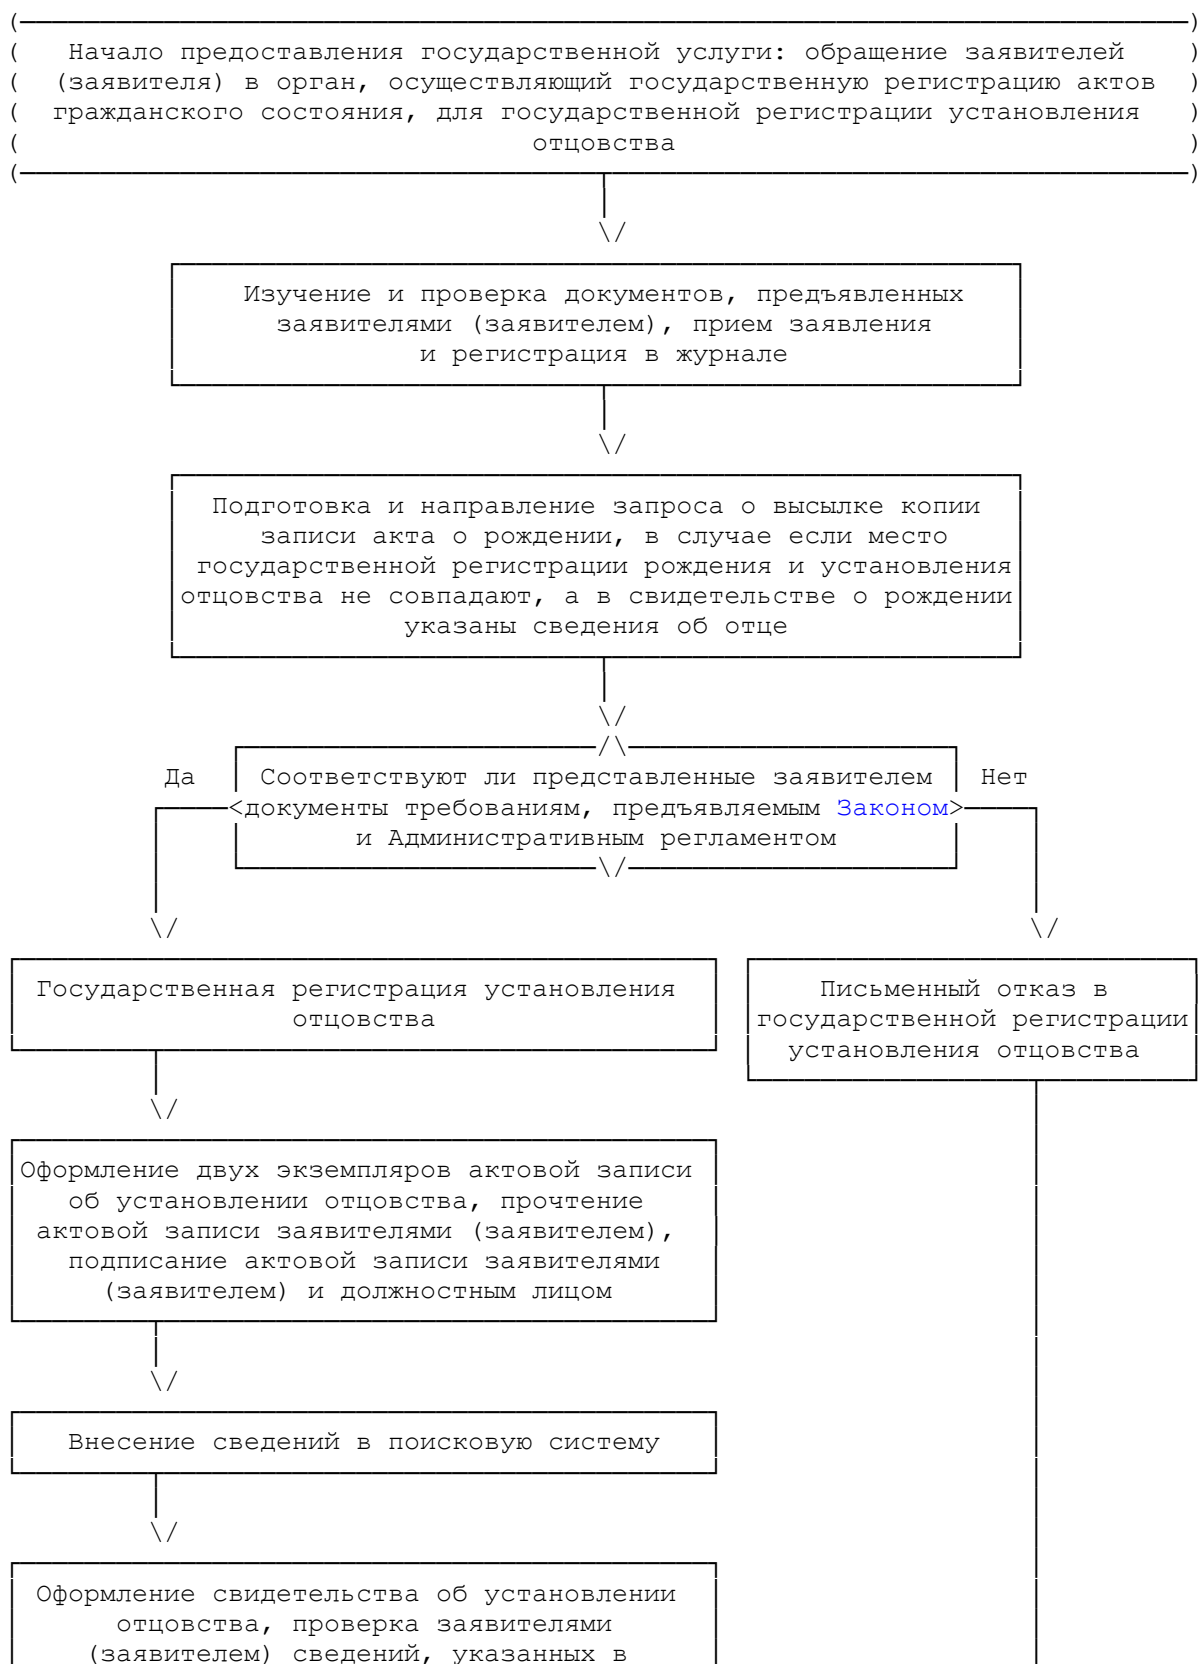 Начало предоставления государственной услуги: обращение заявителей
(заявителя) в орган, осуществляющий государственную регистрацию актов
гражданского состояния, для государственной регистрации установления
отцовства
Изучение и проверка документов, предъявленных
заявителями (заявителем), прием заявления
и регистрация в журнале
Подготовка и направление запроса о высылке копии
записи акта о рождении, в случае если место
государственной регистрации рождения и установления
отцовства не совпадают, а в свидетельстве о рождении
указаны сведения об отце
Да
Соответствуют ли представленные заявителем
Нет
документы требованиям, предъявляемым Законом
и Административным регламентом
Государственная регистрация установления
отцовства
Письменный отказ в
государственной регистрации
установления отцовства
Оформление двух экземпляров актовой записи
об установлении отцовства, прочтение
актовой записи заявителями (заявителем),
подписание актовой записи заявителями
(заявителем) и должностным лицом
Внесение сведений в поисковую систему
Оформление свидетельства об установлении
отцовства, проверка заявителями
(заявителем) сведений, указанных в